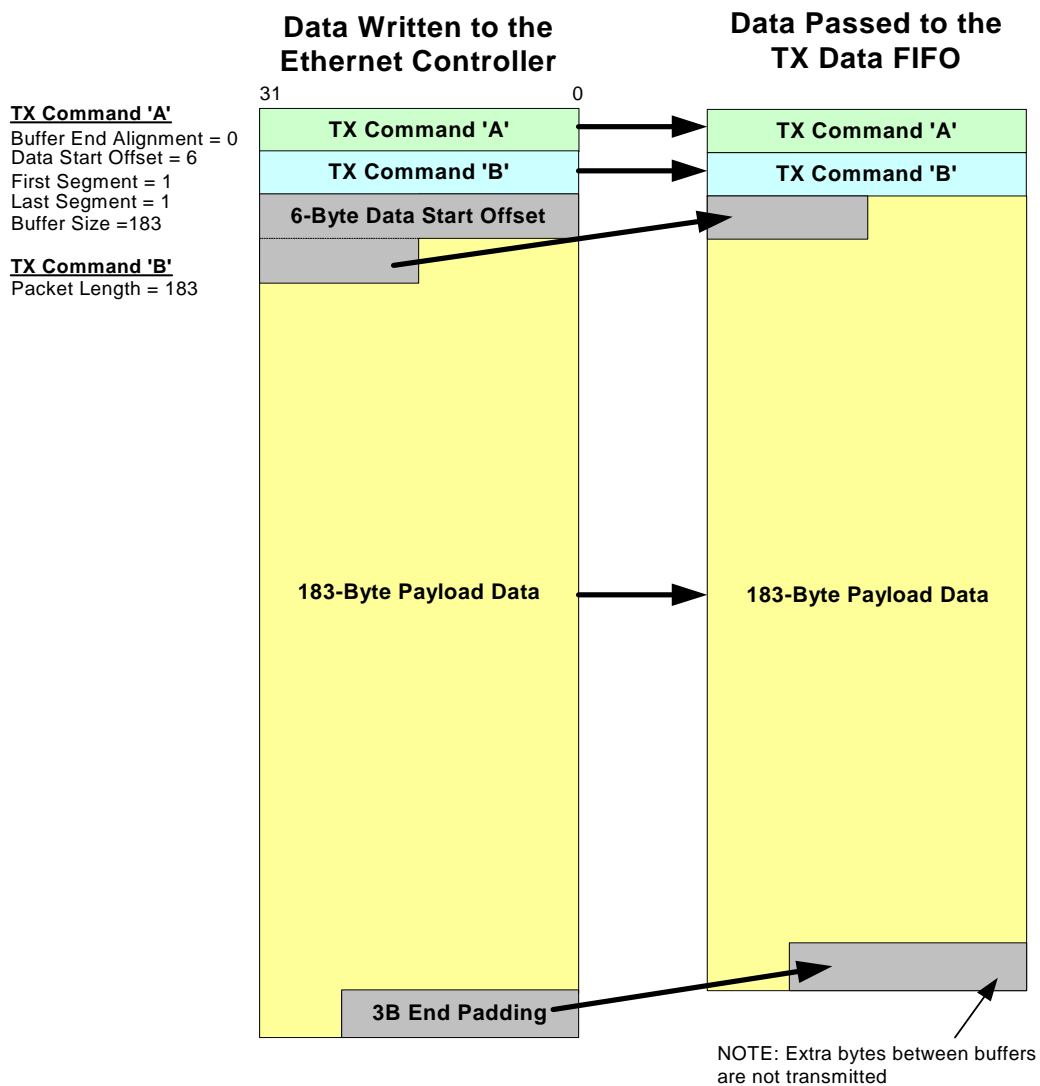 Data Written to the
Ethernet Controller
Data Passed to the
TX Data FIFO
31
0
TX Command 'A'
Buffer End Alignment = 0
Data Start Offset = 6
First Segment = 1
Last Segment = 1
Buffer Size =183
TX Command 'B'
Packet Length = 183
TX Command 'A'
TX Command 'B'
6-Byte Data Start Offset
183-Byte Payload Data
3B End Padding
TX Command 'A'
TX Command 'B'
183-Byte Payload Data
NOTE: Extra bytes between buffers
are not transmitted